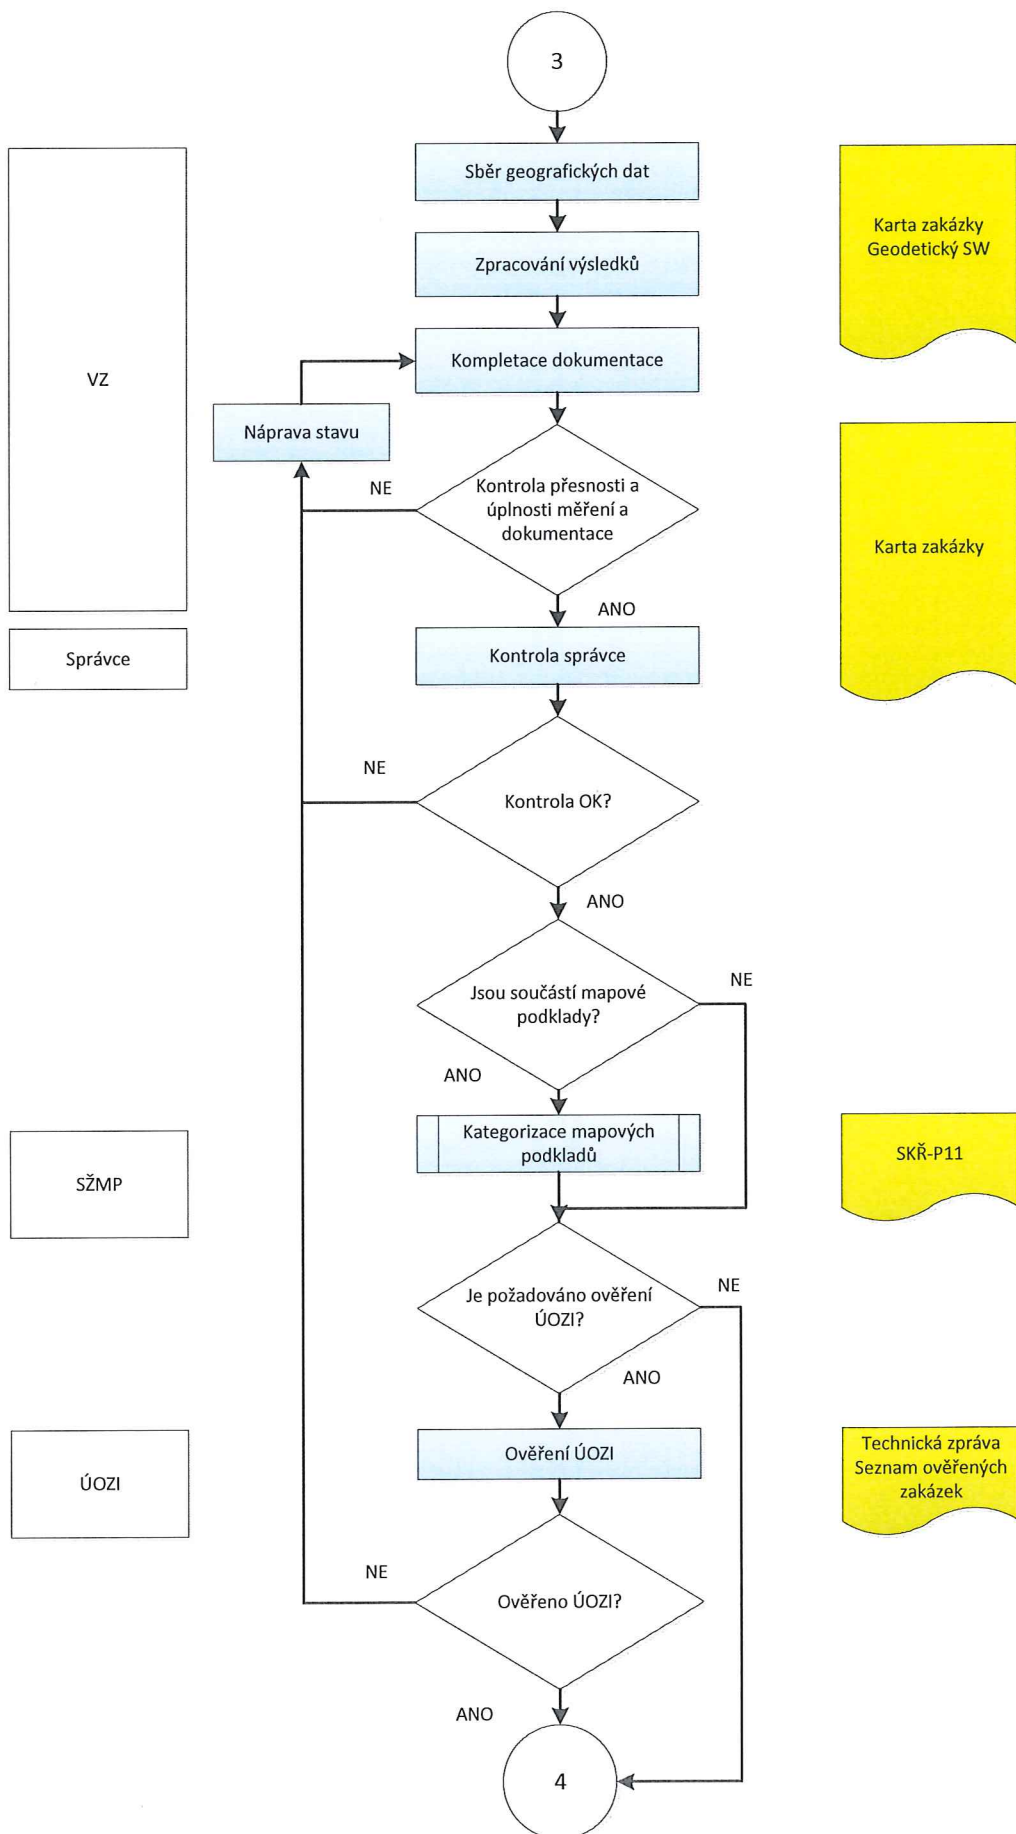 3
Sběr geografických dat
Karta zakázky
Geodetický SW
Zpracování výsledků
VZ
Kompletace dokumentace
Náprava stavu
NE
Kontrola přesnosti a
úplnosti měření a
dokumentace
Karta zakázky
ANO
Správce
Kontrola správce
NE
Kontrola OK?
ANO
Jsou součástí mapové
podklady?
NE
ANO
SŽMP
Kategorizace mapových
podkladů
SKŘ-P11
Je požadováno ověření
ÚOZI?
NE
ANO
ÚOZI
Ověření ÚOZI
Technická zpráva
Seznam ověřených
zakázek
NE
Ověřeno ÚOZI?
ANO
4